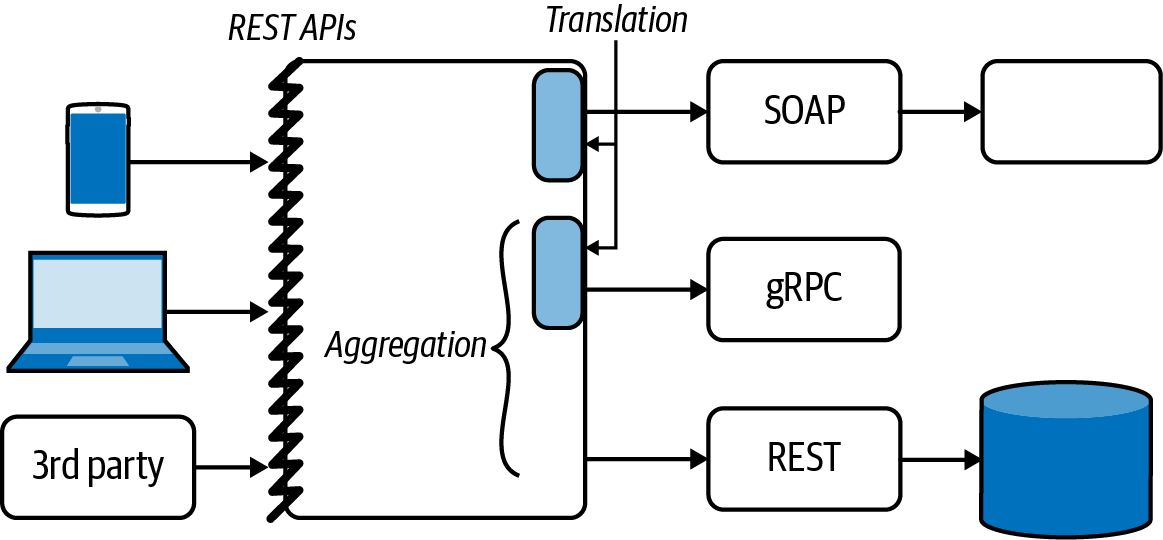 REST APIs
Translation
SOAP
gRPC
Aggregation
3rd party
REST